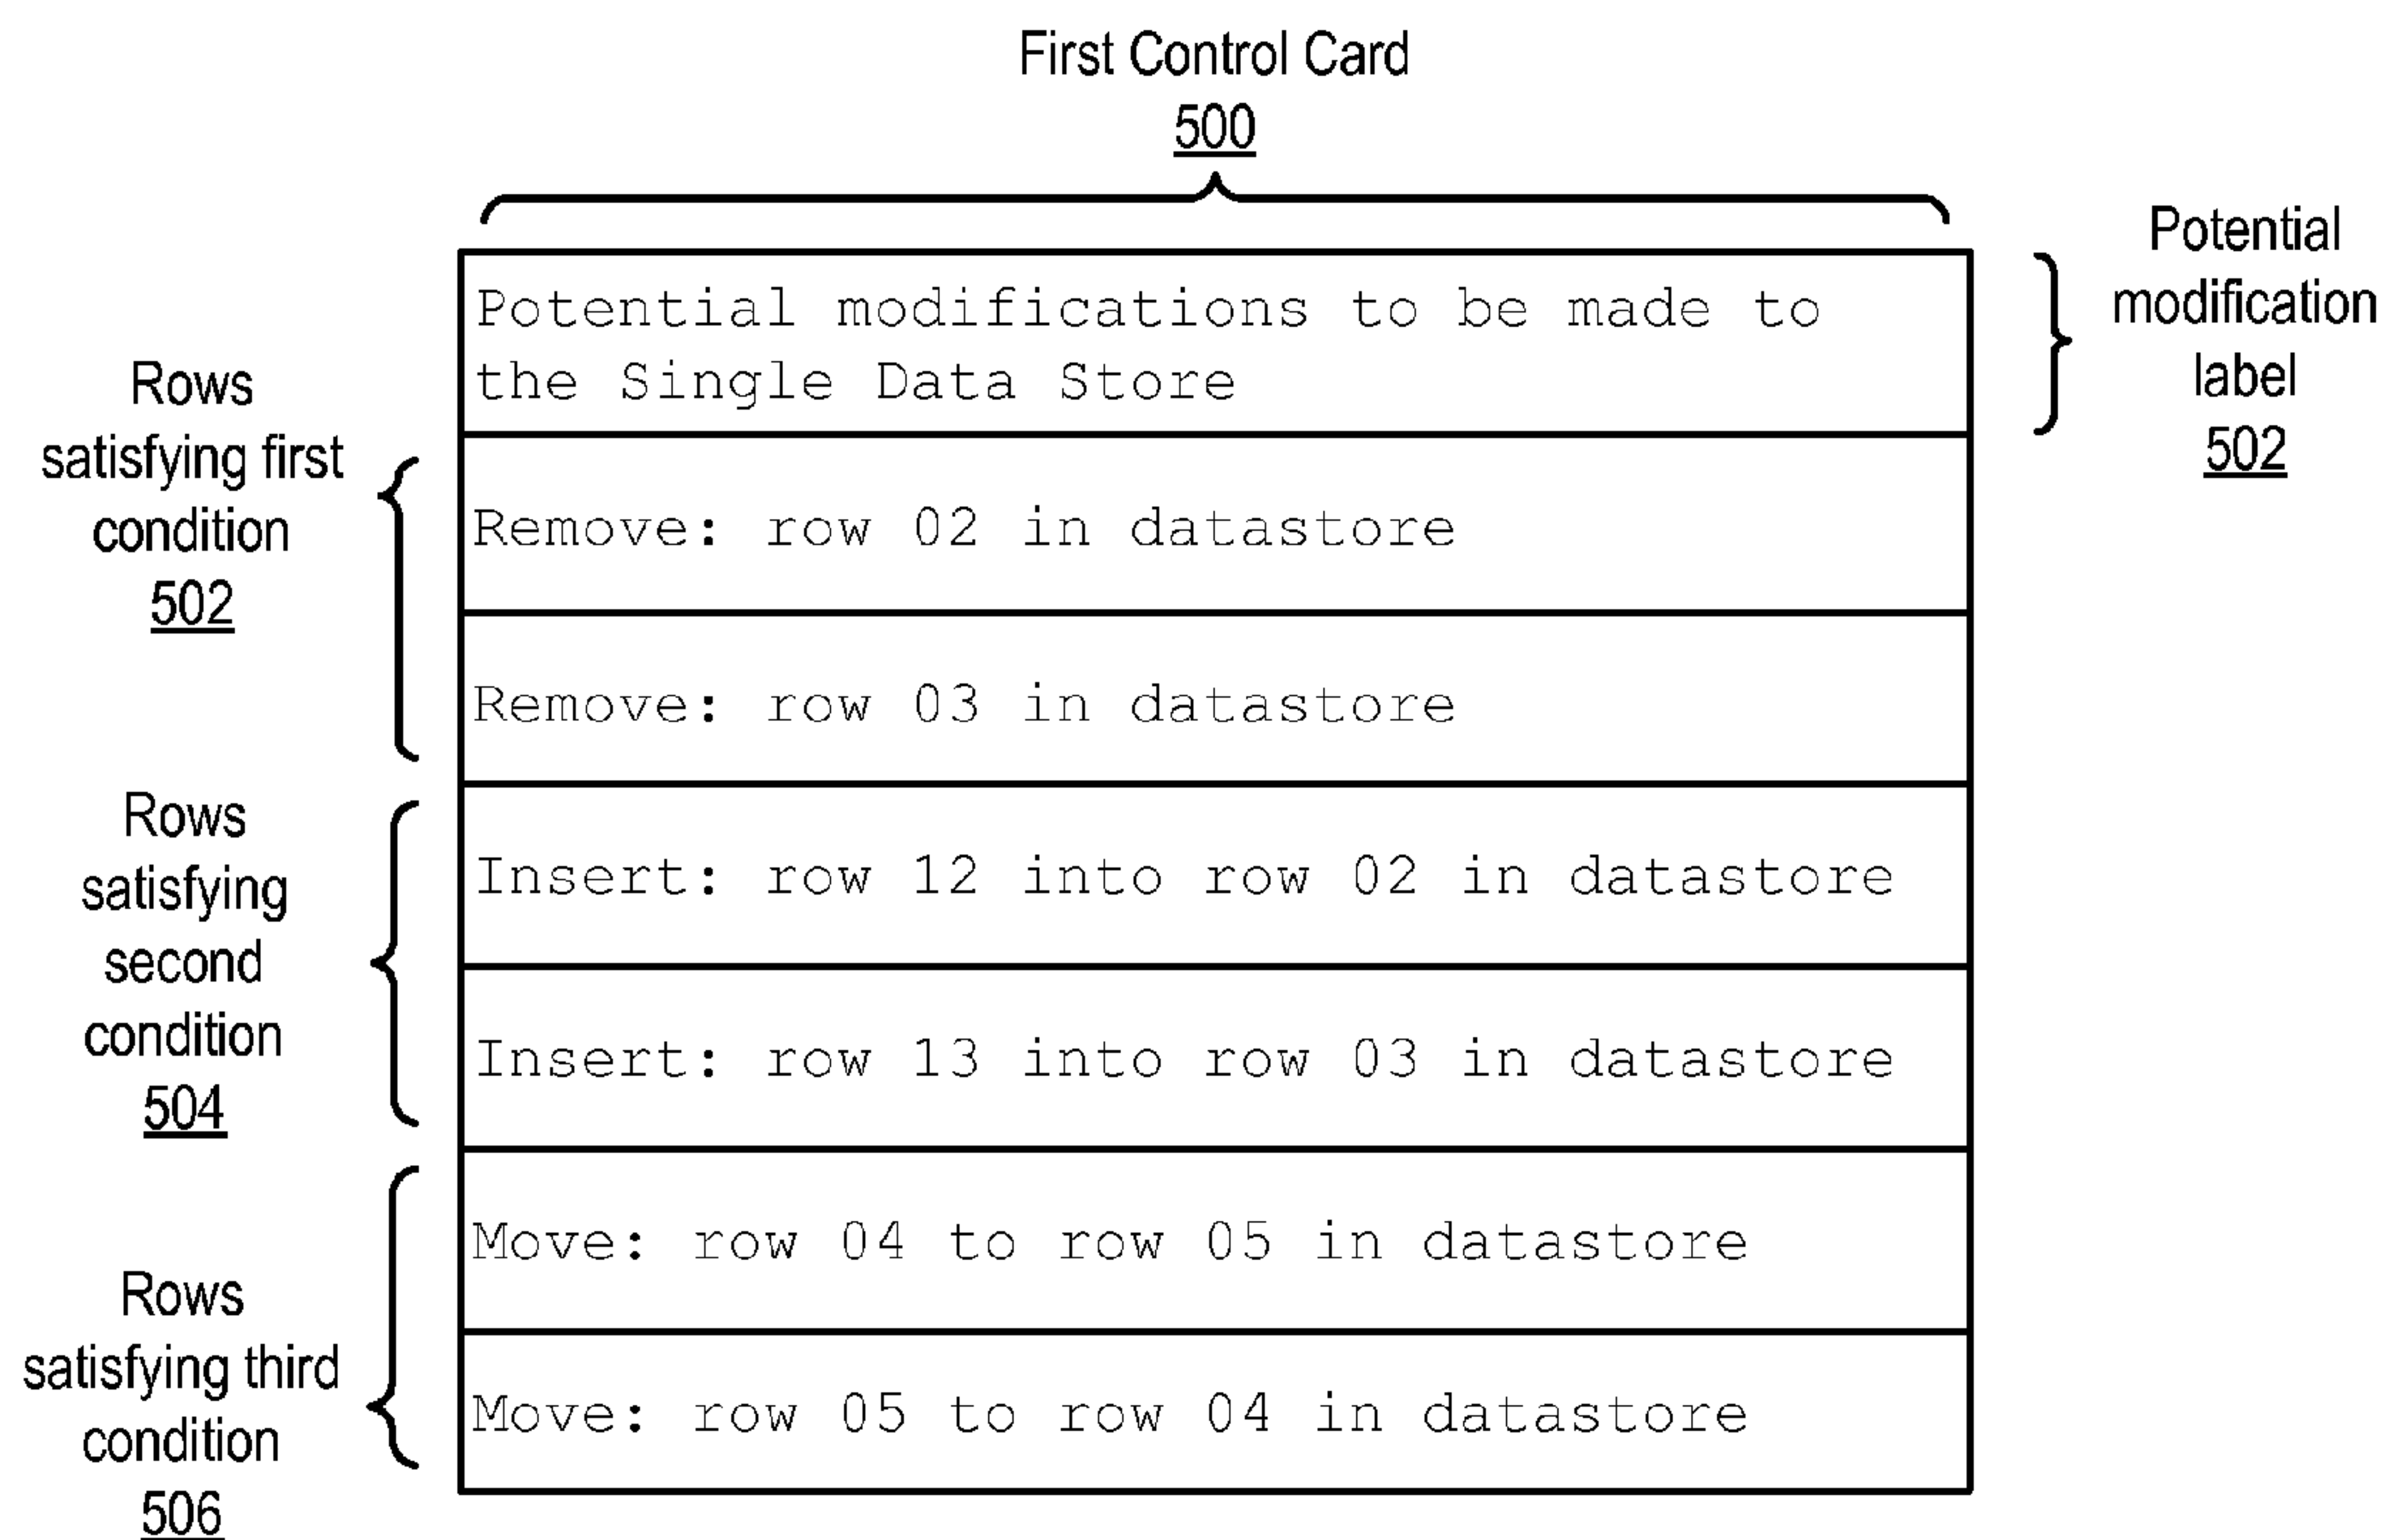 First Control Card
500
Potential
modification
label
502
Potential modifications to be made to
the Single Data Store
Rows
satisfying first
condition
502
Remove: row 02 in datastore
Remove: row 03 in datastore
Rows
satisfying
second
condition
504
Insert: row 12 into row 02 in datastore
Insert: row 13 into row 03 in datastore
Rows
satisfying third
condition
506
Move: row 04 to row 05 in datastore
Move: row 05 to row 04 in datastore